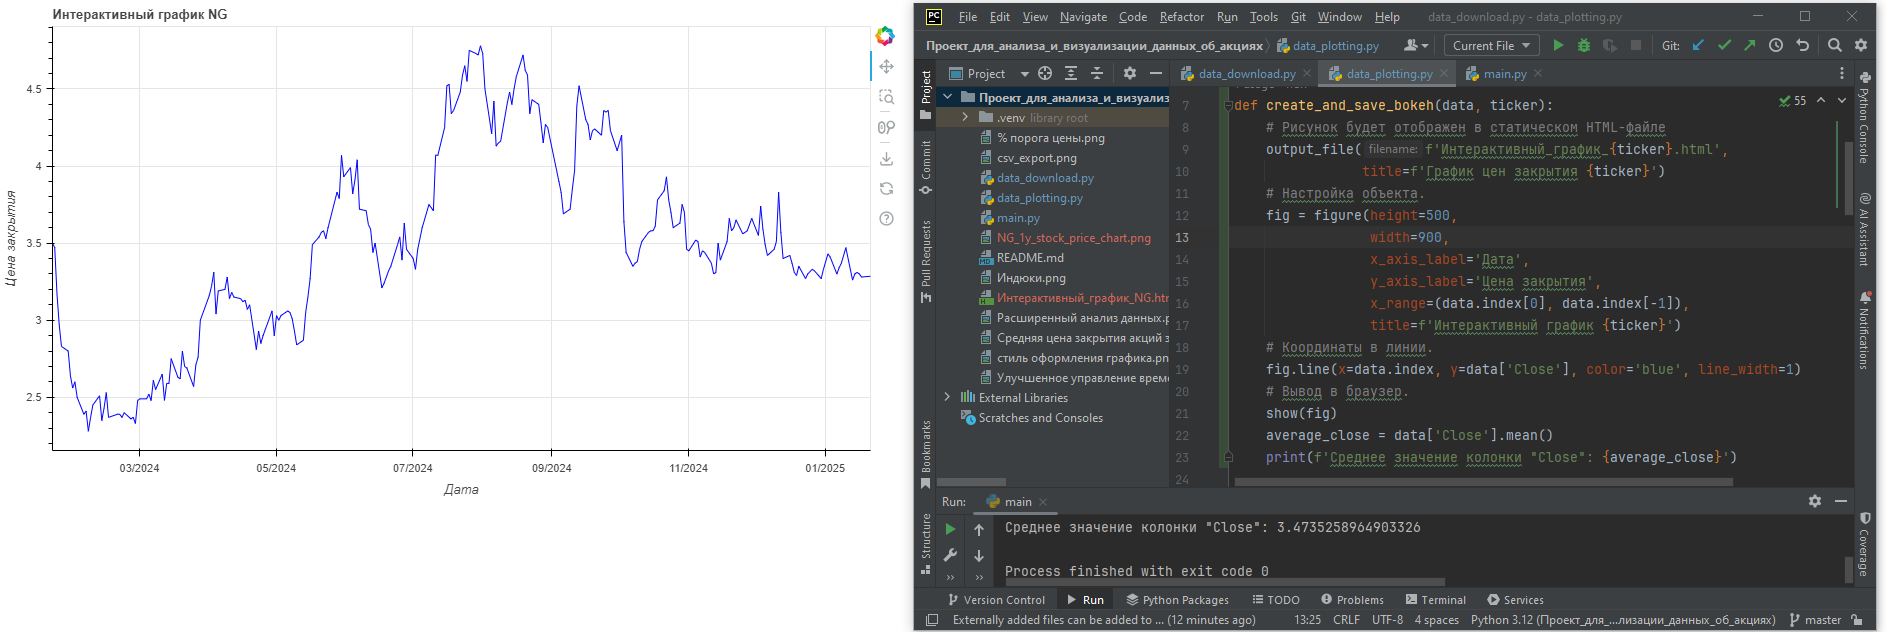 Интерактивный график NG
4.5
4
3.5
3
2.5
Цена закрытия
03/2024
05/2024
07/2024
09/2024
11/2024
01/2025
Дата
PC
File Edit View Navigate Code Refactor Run Tools Git Window Help
data_download.py - data_plotting.py
Проект_для_анализа_и_визуализации_данных_об_акциях
data_plotting.py
Current File
Git:
Project
data_download.py
data_plotting.py
main.py
Project
Commit
Pull Requests
Bookmarks
Structure
Проект_для_анализа_и_визуализ
.venv library root
% порога цены.png
csv_export.png
data_download.py
data_plotting.py
main.py
NG_1y_stock_price_chart.png
README.md
Индюки.png
Интерактивный_график_NG.htm
Расширенный анализ данных.p
Средняя цена закрытия акций з
стиль оформления графика.pn
Улучшенное управление време
External Libraries
Scratches and Consoles
55
7 def create_and_save_bokeh(data, ticker):
8 # Рисунок будет отображен в статическом HTML-файле
9 output_file( filename: f'Интерактивный_график_{ticker}.html',
10 title=f'График цен закрытия {ticker}')
11 # Настройка объекта.
12 fig = figure(height=500,
13 width=900,
14 x_axis_label='Дата',
15 y_axis_label='Цена закрытия',
16 x_range=(data.index[0], data.index[-1]),
17 title=f'Интерактивный график {ticker}')
18 # Координаты в линии.
19 fig.line(x=data.index, y=data['Close'], color='blue', line_width=1)
20 # Вывод в браузер.
21 show(fig)
22 average_close = data['Close'].mean()
23 print(f'Среднее значение колонки "Close": {average_close}')
24
Python Console
AI Assistant
Notifications
Coverage
Run: main
Среднее значение колонки "Close": 3.4735258964903326
Process finished with exit code 0
Version Control
Run
Python Packages
TODO
Problems
Terminal
Services
Externally added files can be added to ... (12 minutes ago)
13:25 CRLF UTF-8 4 spaces Python 3.12 (Проект_для_...лизации_данных_об_акциях) master